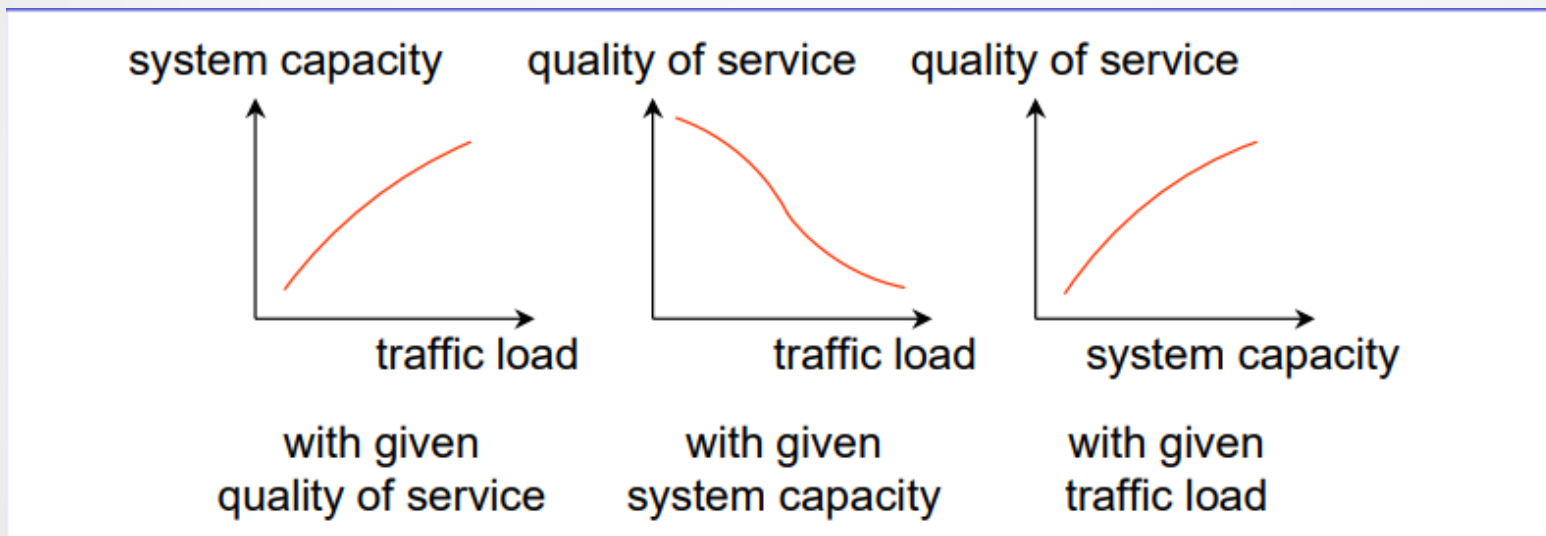 system capacity
quality of service
quality of service
traffic load
traffic load
system capacity
with given
quality of service
with given
system capacity
with given
traffic load